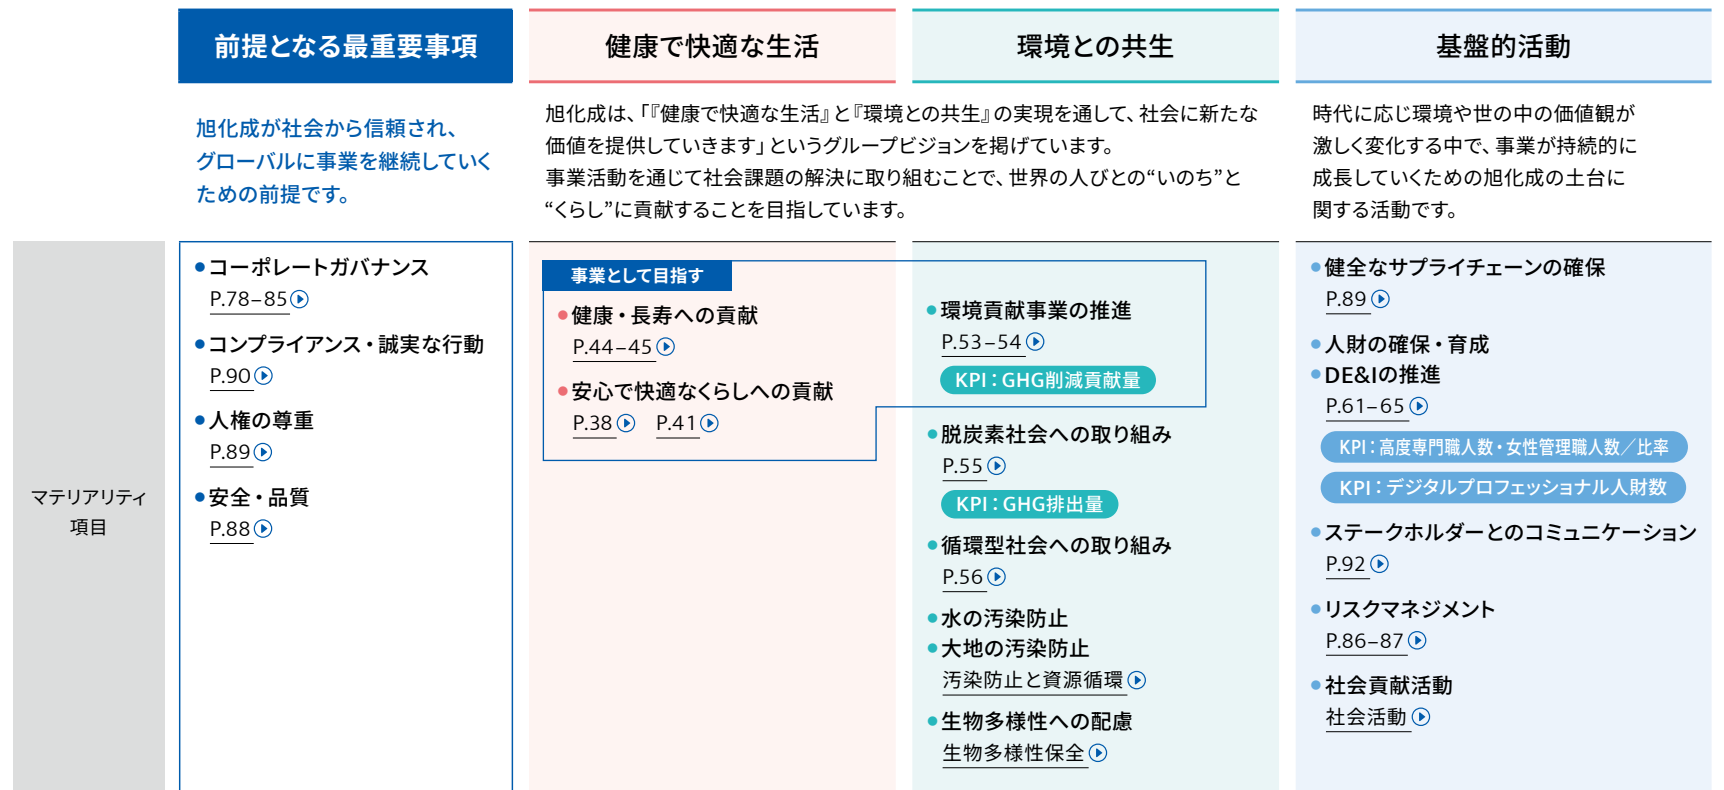 前提となる最重要事項
健康で快適な生活
環境との共生
基盤的活動
旭化成が社会から信頼され、
グローバルに事業を継続していく
ための前提です。
旭化成は、「『健康で快適な生活』と『環境との共生』の実現を通して、社会に新たな
価値を提供していきます」というグループビジョンを掲げています。
事業活動を通じて社会課題の解決に取り組むことで、世界の人びとの“いのち”と
“くらし”に貢献することを目指しています。
時代に応じ環境や世の中の価値観が
激しく変化する中で、事業が持続的に
成長していくための旭化成の土台に
関する活動です。
マテリアリティ
項目
●コーポレートガバナンス
P.78–85
●コンプライアンス・誠実な行動
P.90
●人権の尊重
P.89
●安全・品質
P.88
事業として目指す
●健康・長寿への貢献
P.44–45
●安心で快適なくらしへの貢献
P.38 P.41
●環境貢献事業の推進
P.53–54
KPI：GHG削減貢献量
●脱炭素社会への取り組み
P.55
KPI：GHG排出量
●循環型社会への取り組み
P.56
●水の汚染防止
●大地の汚染防止
汚染防止と資源循環
●生物多様性への配慮
生物多様性保全
●健全なサプライチェーンの確保
P.89
●人財の確保・育成
●DE&Iの推進
P.61–65
KPI：高度専門職人数・女性管理職人数／比率
KPI：デジタルプロフェッショナル人財数
●ステークホルダーとのコミュニケーション
P.92
●リスクマネジメント
P.86–87
●社会貢献活動
社会活動